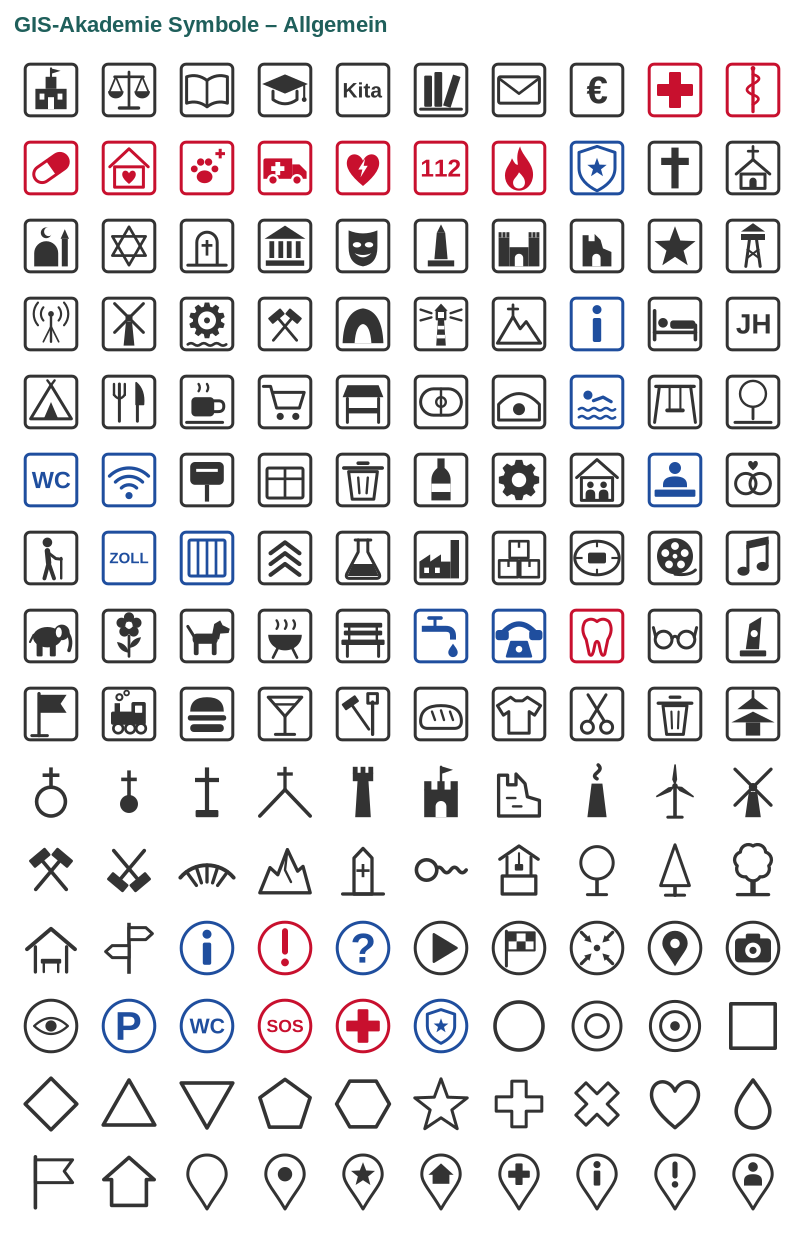 GIS-Akademie Symbole – Allgemein
Kita
€
112
JH
WC
ZOLL
?
P
WC
SOS